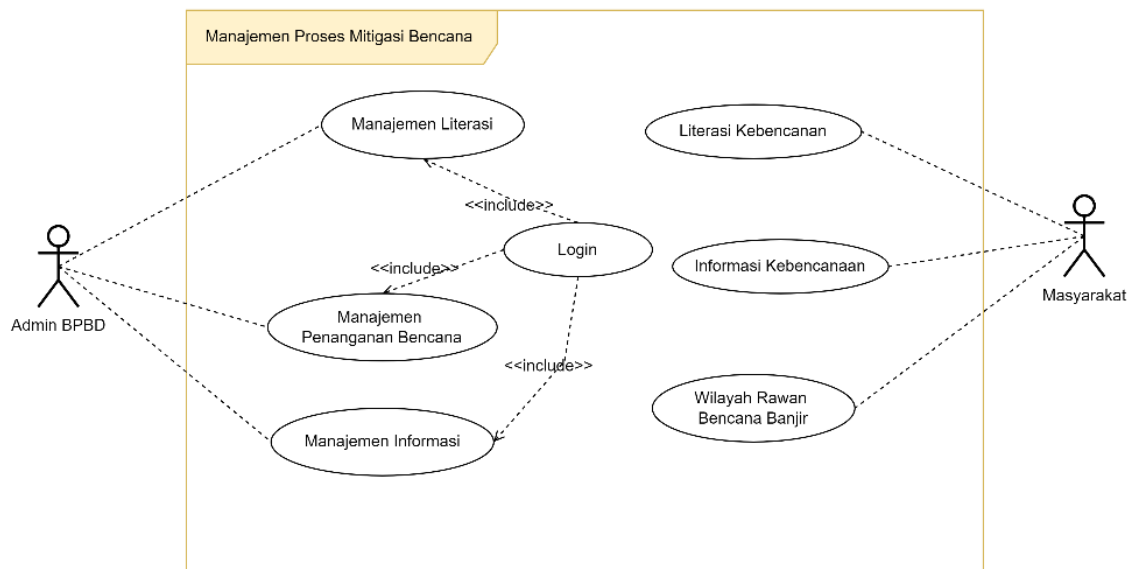 Manajemen Proses Mitigasi Bencana
Manajemen Literasi
Literasi Kebencanan
<<include>>
Login
<<include>>
Informasi Kebencanaan
Masyarakat
Admin BPBD
Manajemen
Penanganan Bencana
<<include>>
Wilayah Rawan
Bencana Banjir
Manajemen Informasi